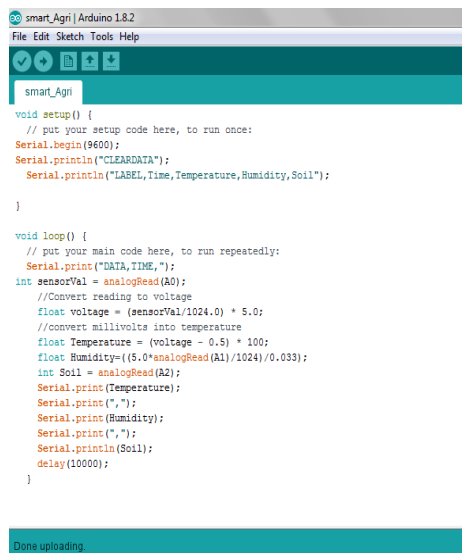 smart_Agri | Arduino 1.8.2
File Edit Sketch Tools Help
smart_Agri
void setup() {
  // put your setup code here, to run once:
Serial.begin(9600);
Serial.println("CLEARDATA");
  Serial.println("LABEL,Time,Temperature,Humidity,Soil");
}
void loop() {
  // put your main code here, to run repeatedly:
  Serial.print("DATA,TIME,");
int sensorVal = analogRead(A0);
    //Convert reading to voltage
    float voltage = (sensorVal/1024.0) * 5.0;
    //convert millivolts into temperature
    float Temperature = (voltage - 0.5) * 100;
    float Humidity=((5.0*analogRead(A1)/1024)/0.033);
    int Soil = analogRead(A2);
    Serial.print(Temperature);
    Serial.print(",");
    Serial.print(Humidity);
    Serial.print(",");
    Serial.println(Soil);
    delay(10000);
  }
Done uploading.